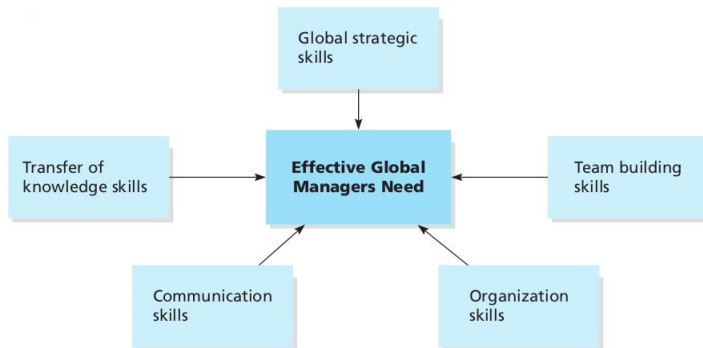 Global strategic
skills
Transfer of
knowledge skills
Effective Global
Managers Need
Team building
skills
Communication
skills
Organization
skills